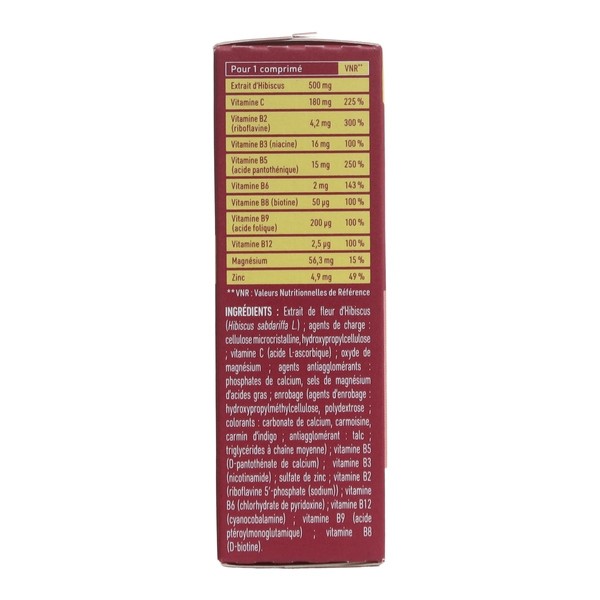 Pour 1 comprimé VNR**
Extrait d'Hibiscus 500 mg
Vitamine C 180 mg 225 %
Vitamine B2
(riboflavine) 4,2 mg 300 %
Vitamine B3 (niacine) 16 mg 100 %
Vitamine B5
(acide pantothénique) 15 mg 250 %
Vitamine B6 2 mg 143 %
Vitamine B8 (biotine) 50 µg 100 %
Vitamine B9
(acide folique) 200 µg 100 %
Vitamine B12 2,5 µg 100 %
Magnésium 56,3 mg 15 %
Zinc 4,9 mg 49 %
**VNR : Valeurs Nutritionnelles de Référence
INGRÉDIENTS : Extrait de fleur d'Hibiscus
(Hibiscus sabdariffa L.) ; agents de charge :
cellulose microcristalline, hydroxypropylcellulose
; vitamine C (acide L-ascorbique) ; oxyde de
magnésium ; agents antiagglomérants :
phosphates de calcium, sels de magnésium
d'acides gras ; enrobage (agents d'enrobage :
hydroxypropylméthylcellulose, polydextrose ;
colorants : carbonate de calcium, carmoisine,
carmin d'indigo ; antiagglomérant : talc ;
triglycérides à chaîne moyenne) ; vitamine B5
(D-pantothénate de calcium) ; vitamine B3
(nicotinamide) ; sulfate de zinc ; vitamine B2
(riboflavine 5'-phosphate (sodium)) ; vitamine
B6 (chlorhydrate de pyridoxine) ; vitamine B12
(cyanocobalamine) ; vitamine B9 (acide
ptéroylmonoglutamique) ; vitamine B8
(D-biotine).